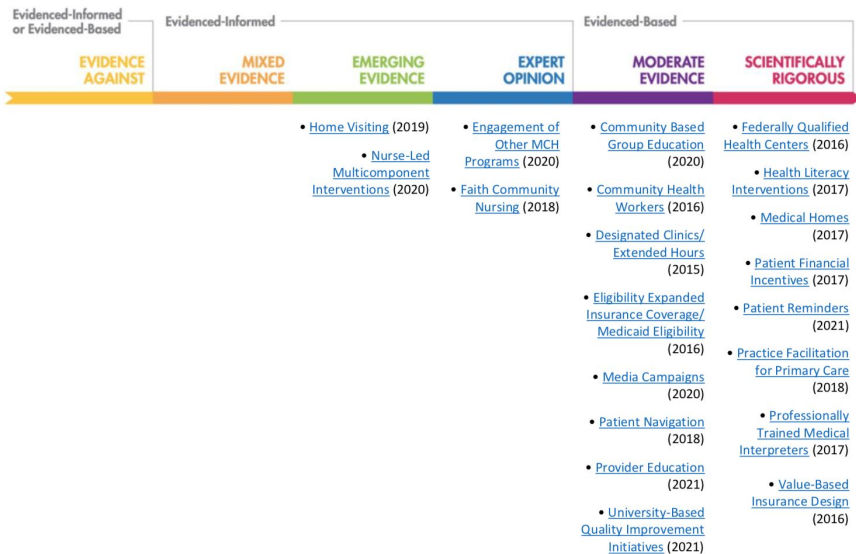 Evidenced-Informed
or Evidenced-Based
Evidenced-Informed
Evidenced-Based
EVIDENCE
AGAINST
MIXED
EVIDENCE
EMERGING
EVIDENCE
EXPERT
OPINION
MODERATE
EVIDENCE
SCIENTIFICALLY
RIGOROUS
• Home Visiting (2019)
• Nurse-Led
Multicomponent
Interventions (2020)
• Engagement of
Other MCH
Programs (2020)
• Faith Community
Nursing (2018)
• Community Based
Group Education
(2020)
• Community Health
Workers (2016)
• Designated Clinics/
Extended Hours
(2015)
• Eligibility Expanded
Insurance Coverage/
Medicaid Eligibility
(2016)
• Media Campaigns
(2020)
• Patient Navigation
(2018)
• Provider Education
(2021)
• University-Based
Quality Improvement
Initiatives (2021)
• Federally Qualified
Health Centers (2016)
• Health Literacy
Interventions (2017)
• Medical Homes
(2017)
• Patient Financial
Incentives (2017)
• Patient Reminders
(2021)
• Practice Facilitation
for Primary Care
(2018)
• Professionally
Trained Medical
Interpreters (2017)
• Value-Based
Insurance Design
(2016)